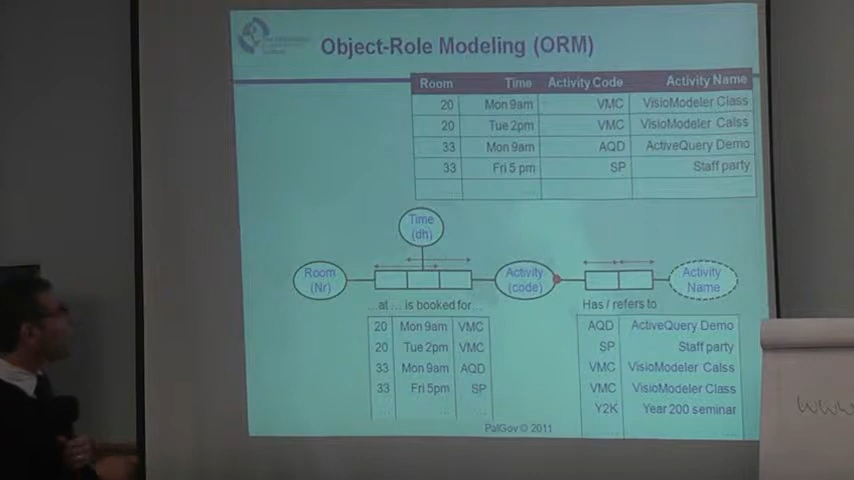 Object-Role Modeling (ORM)
Room Time Activity Code Activity Name
20 Mon 9am VMC VisioModeler Class
20 Tue 2pm VMC VisioModeler Calss
33 Mon 9am AQD ActiveQuery Demo
33 Fri 5 pm SP Staff party
Time
(dh)
Room
(Nr)
Activity
(code)
Activity
Name
...at ... is booked for...
Has / refers to
20 Mon 9am VMC
20 Tue 2pm VMC
33 Mon 9am AQD
33 Fri 5pm SP
AQD ActiveQuery Demo
SP Staff party
VMC VisioModeler Calss
VMC VisioModeler Class
Y2K Year 200 seminar
PalGov © 2011
www